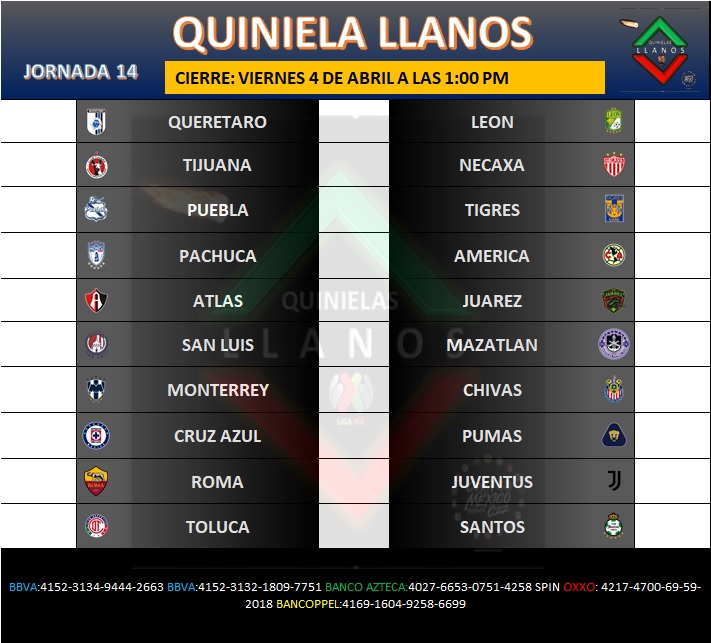 QUINIELA LLANOS
JORNADA 14
CIERRE: VIERNES 4 DE ABRIL A LAS 1:00 PM
QUINIELAS
LLANOS
QUERETARO LEON
TIJUANA NECAXA
PUEBLA TIGRES
PACHUCA AMERICA
ATLAS JUAREZ
QUINIELAS
SAN LUIS MAZATLAN
LLANOS
MONTERREY CHIVAS
LIGA MX
CRUZ AZUL PUMAS
ROMA JUVENTUS
MEXICO
TOLUCA SANTOS
BBVA:4152-3134-9444-2663 BBVA:4152-3132-1809-7751 BANCO AZTECA:4027-6653-0751-4258 SPIN OXXO: 4217-4700-69-59-
2018 BANCOPPEL:4169-1604-9258-6699